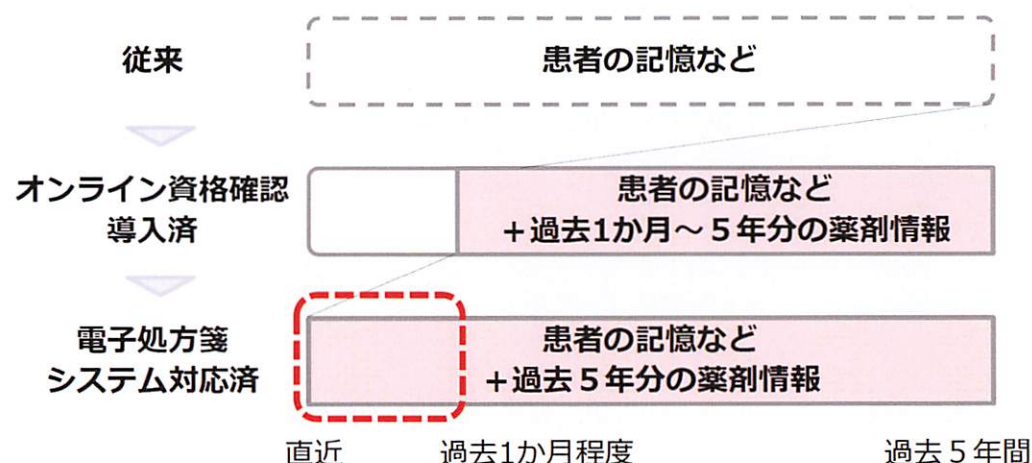 従来
患者の記憶など
オンライン資格確認
導入済
患者の記憶など
+過去1か月～5年分の薬剤情報
電子処方箋
システム対応済
患者の記憶など
+過去5年分の薬剤情報
直近
過去1か月程度
過去5年間